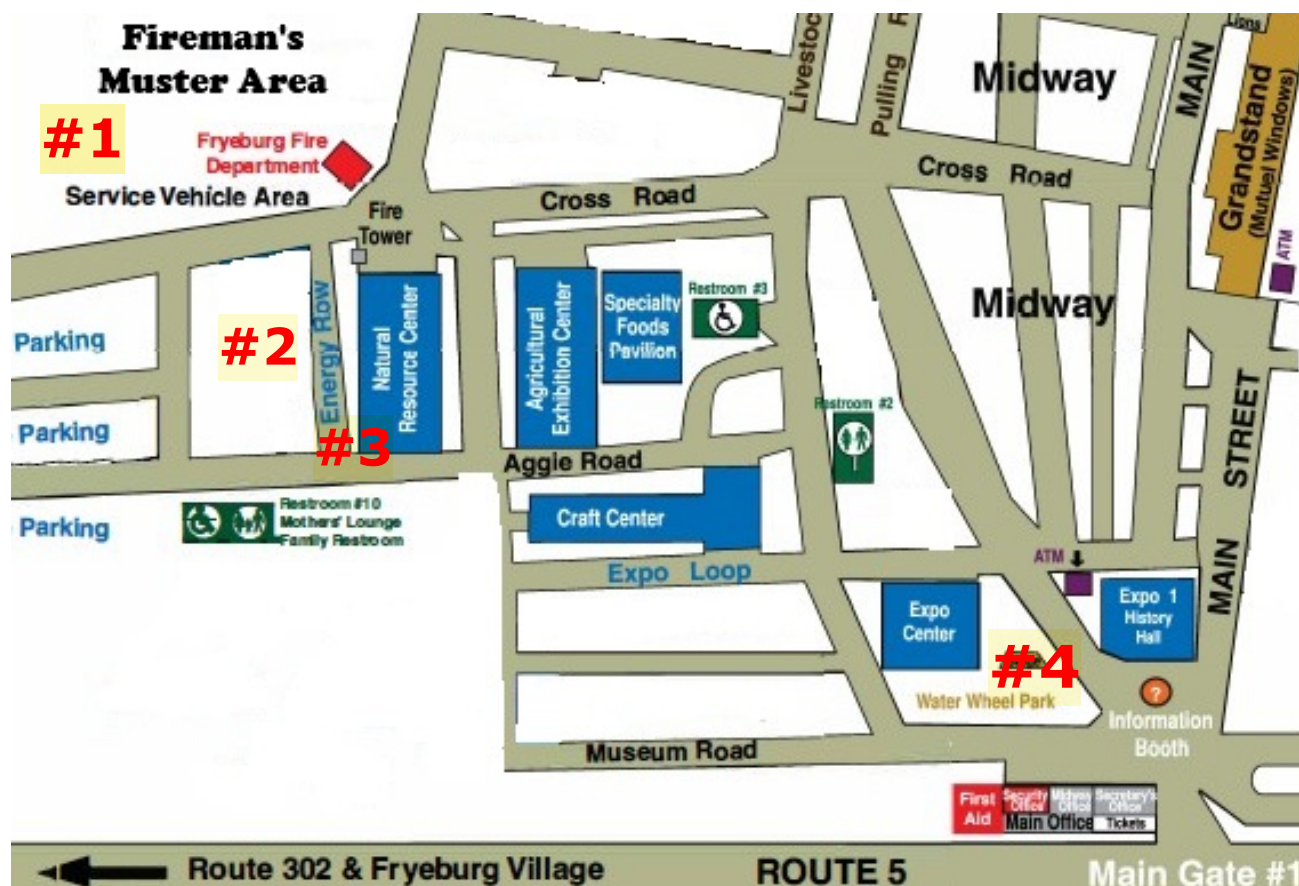 Fireman's
Muster Area
#1
Fryeburg Fire
Department
Service Vehicle Area
Fire
Tower
Cross Road
Livestoc
Pulling R
Midway
Cross Road
MAIN
Lions
Grandstand
(Mutuel Windows)
ATM
Parking
#2
Energy Row
Natural
Resource Center
Agricultural
Exhibition Center
Specialty
Foods
Pavilion
Restroom #3
Midway
Restroom #2
MAIN STREET
Parking
#3
Aggie Road
Parking
Restroom #10
Mothers' Lounge
Family Restroom
Craft Center
Expo Loop
ATM
Expo Center
Expo 1
History
Hall
#4
Water Wheel Park
?
Information
Booth
Museum Road
First
Aid
Security
Office
Midway
Office
Secretary's
Office
Main Office
Tickets
Route 302 & Fryeburg Village
ROUTE 5
Main Gate #1